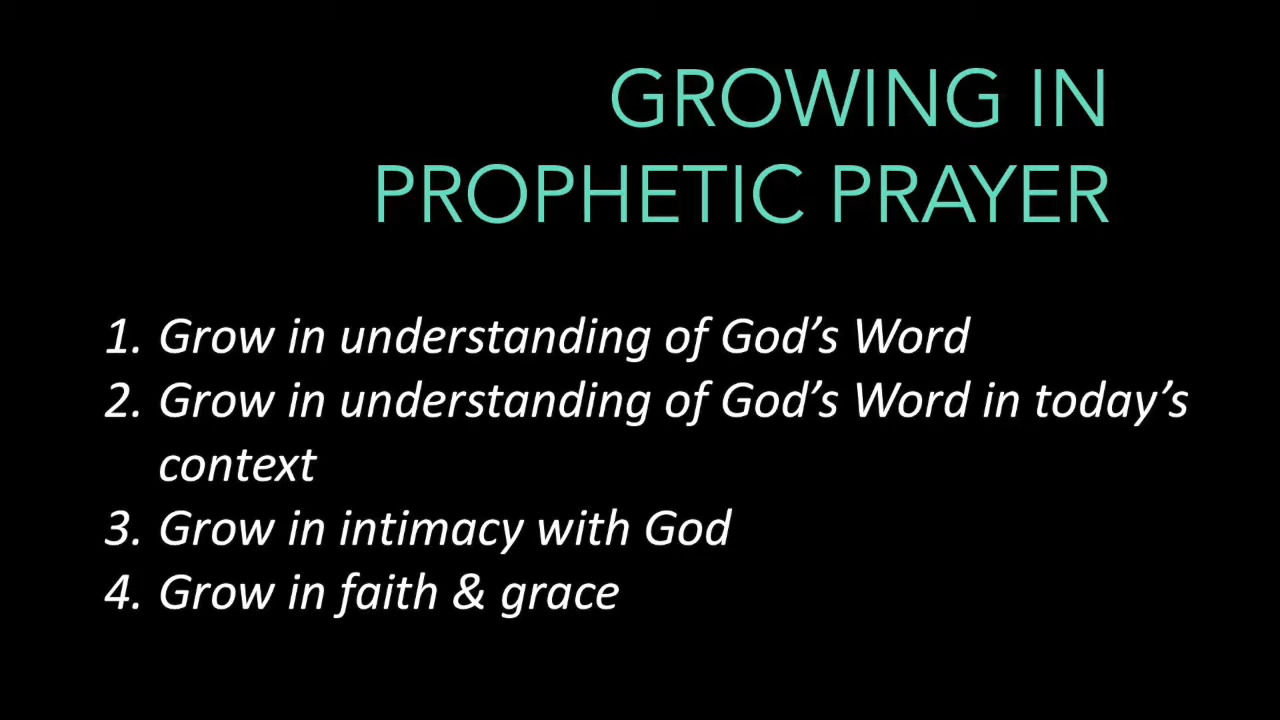 GROWING IN
PROPHETIC PRAYER
1. Grow in understanding of God’s Word
2. Grow in understanding of God’s Word in today’s
context
3. Grow in intimacy with God
4. Grow in faith & grace